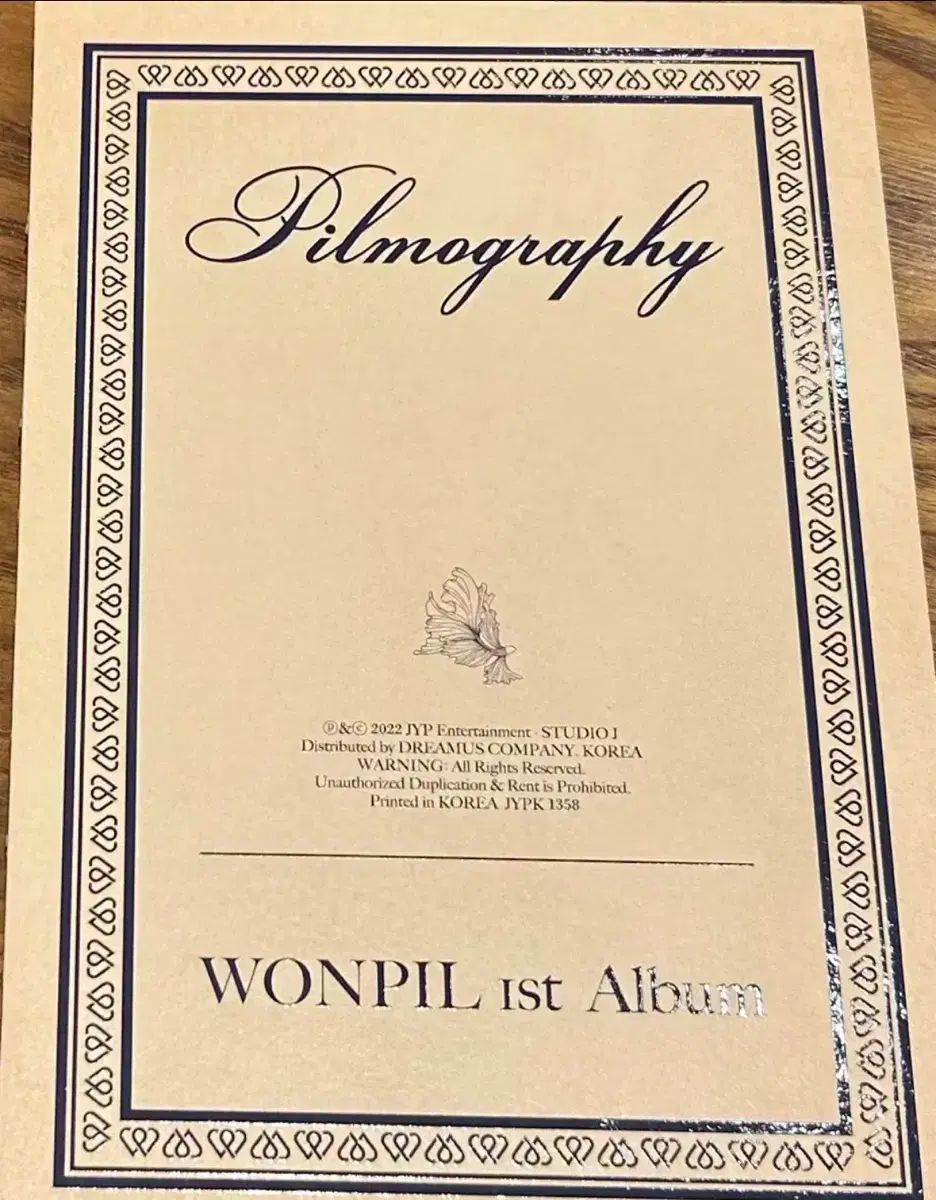 Pilmography
℗&© 2022 JYP Entertainment · STUDIO J
Distributed by DREAMUS COMPANY. KOREA
WARNING: All Rights Reserved.
Unauthorized Duplication & Rent is Prohibited.
Printed in KOREA JYPK 1358
WONPIL 1st Album